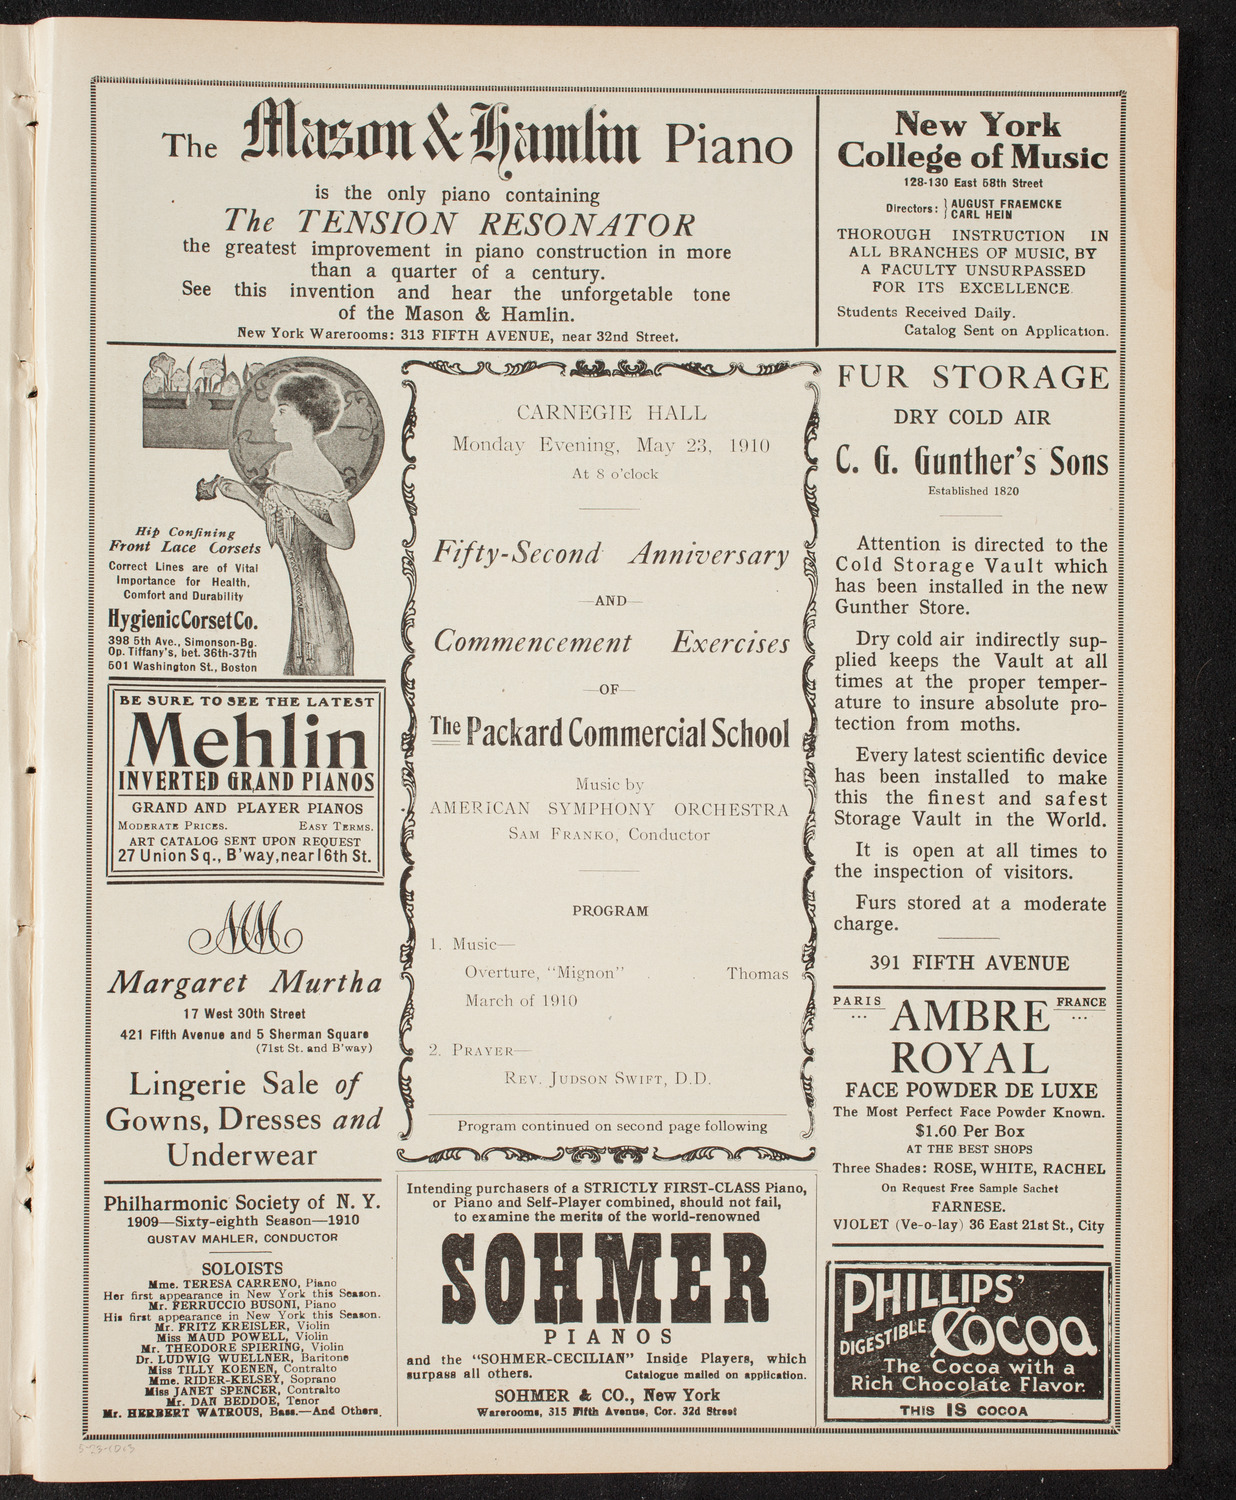 The Mason & Hamlin Piano
is the only piano containing
The TENSION RESONATOR
the greatest improvement in piano construction in more
than a quarter of a century.
See this invention and hear the unforgetable tone
of the Mason & Hamlin.
New York Warerooms: 313 FIFTH AVENUE, near 32nd Street.
New York
College of Music
128-130 East 58th Street
Directors: } AUGUST FRAEMCKE
CARL HEIN
THOROUGH INSTRUCTION IN
ALL BRANCHES OF MUSIC, BY
A FACULTY UNSURPASSED
FOR ITS EXCELLENCE.
Students Received Daily.
Catalog Sent on Application.
Hip Confining
Front Lace Corsets
Correct Lines are of Vital
Importance for Health,
Comfort and Durability
Hygienic Corset Co.
398 5th Ave., Simonson-Bg.
Op. Tiffany's, bet. 36th-37th
501 Washington St., Boston
BE SURE TO SEE THE LATEST
Mehlin
INVERTED GRAND PIANOS
GRAND AND PLAYER PIANOS
MODERATE PRICES. EASY TERMS.
ART CATALOG SENT UPON REQUEST
27 Union Sq., B'way, near 16th St.
MM
Margaret Murtha
17 West 30th Street
421 Fifth Avenue and 5 Sherman Square
(71st St. and B'way)
Lingerie Sale of
Gowns, Dresses and
Underwear
Philharmonic Society of N. Y.
1909—Sixty-eighth Season—1910
GUSTAV MAHLER, CONDUCTOR
SOLOISTS
Mme. TERESA CARRENO, Piano
Her first appearance in New York this Season.
Mr. FERRUCCIO BUSONI, Piano
His first appearance in New York this Season.
Mr. FRITZ KREISLER, Violin
Miss MAUD POWELL, Violin
Mr. THEODORE SPIERING, Violin
Dr. LUDWIG WUELLNER, Baritone
Miss TILLY KOENEN, Contralto
Mme. RIDER-KELSEY, Soprano
Miss JANET SPENCER, Contralto
Mr. DAN BEDDOE, Tenor
Mr. HERBERT WATROUS, Bass.—And Others.
CARNEGIE HALL
Monday Evening, May 23, 1910
At 8 o'clock
Fifty-Second Anniversary
—AND—
Commencement Exercises
—OF—
The Packard Commercial School
Music by
AMERICAN SYMPHONY ORCHESTRA
SAM FRANKO, Conductor
PROGRAM
1. Music—
Overture, "Mignon" . . Thomas
March of 1910
2. PRAYER—
REV. JUDSON SWIFT, D.D.
Program continued on second page following
Intending purchasers of a STRICTLY FIRST-CLASS Piano,
or Piano and Self-Player combined, should not fail,
to examine the merits of the world-renowned
SOHMER
PIANOS
and the "SOHMER-CECILIAN" Inside Players, which
surpass all others. Catalogue mailed on application.
SOHMER & CO., New York
Warerooms, 315 Fifth Avenue, Cor. 32d Street
FUR STORAGE
DRY COLD AIR
C. G. Gunther's Sons
Established 1820
Attention is directed to the
Cold Storage Vault which
has been installed in the new
Gunther Store.
Dry cold air indirectly sup-
plied keeps the Vault at all
times at the proper temper-
ature to insure absolute pro-
tection from moths.
Every latest scientific device
has been installed to make
this the finest and safest
Storage Vault in the World.
It is open at all times to
the inspection of visitors.
Furs stored at a moderate
charge.
391 FIFTH AVENUE
PARIS AMBRE FRANCE
ROYAL
FACE POWDER DE LUXE
The Most Perfect Face Powder Known.
$1.60 Per Box
AT THE BEST SHOPS
Three Shades: ROSE, WHITE, RACHEL
On Request Free Sample Sachet
FARNESE.
VJOLET (Ve-o-lay) 36 East 21st St., City
PHILLIPS'
DIGESTIBLE COCOA
The Cocoa with a
Rich Chocolate Flavor.
THIS IS COCOA